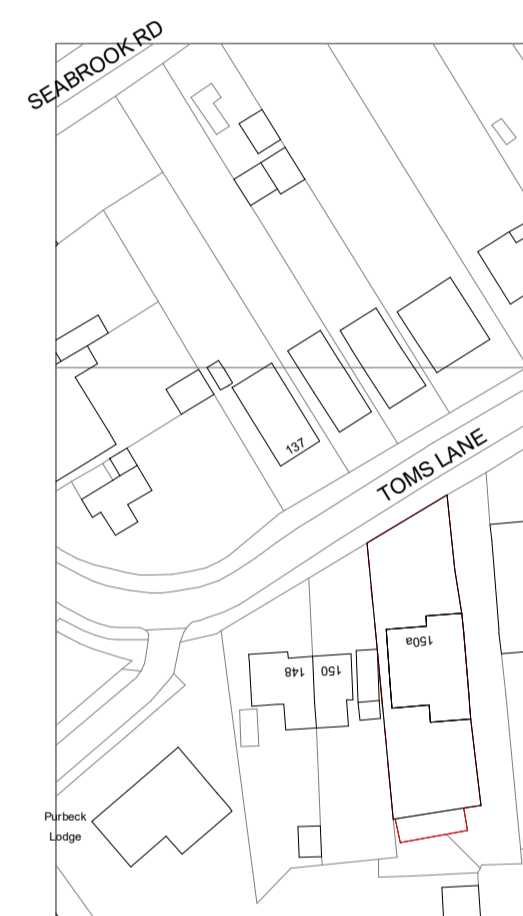 SEABROOK RD
137
TOMS LANE
150a
148
150
Purbeck
Lodge